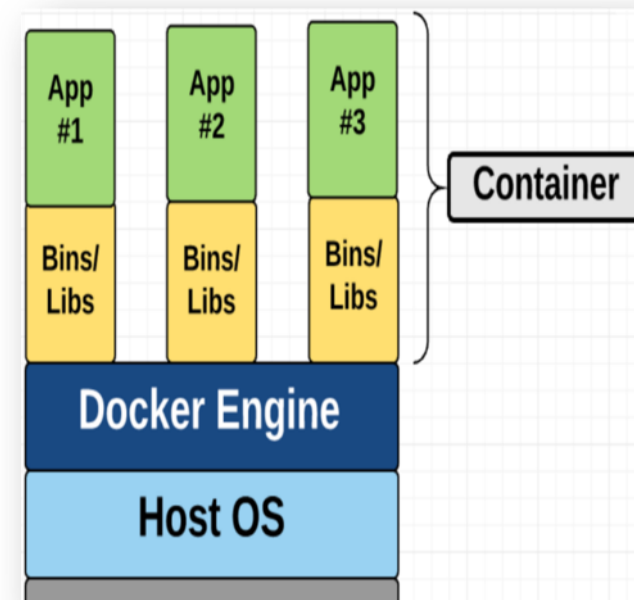 App
#1
App
#2
App
#3
Container
Bins/
Libs
Bins/
Libs
Bins/
Libs
Docker Engine
Host OS